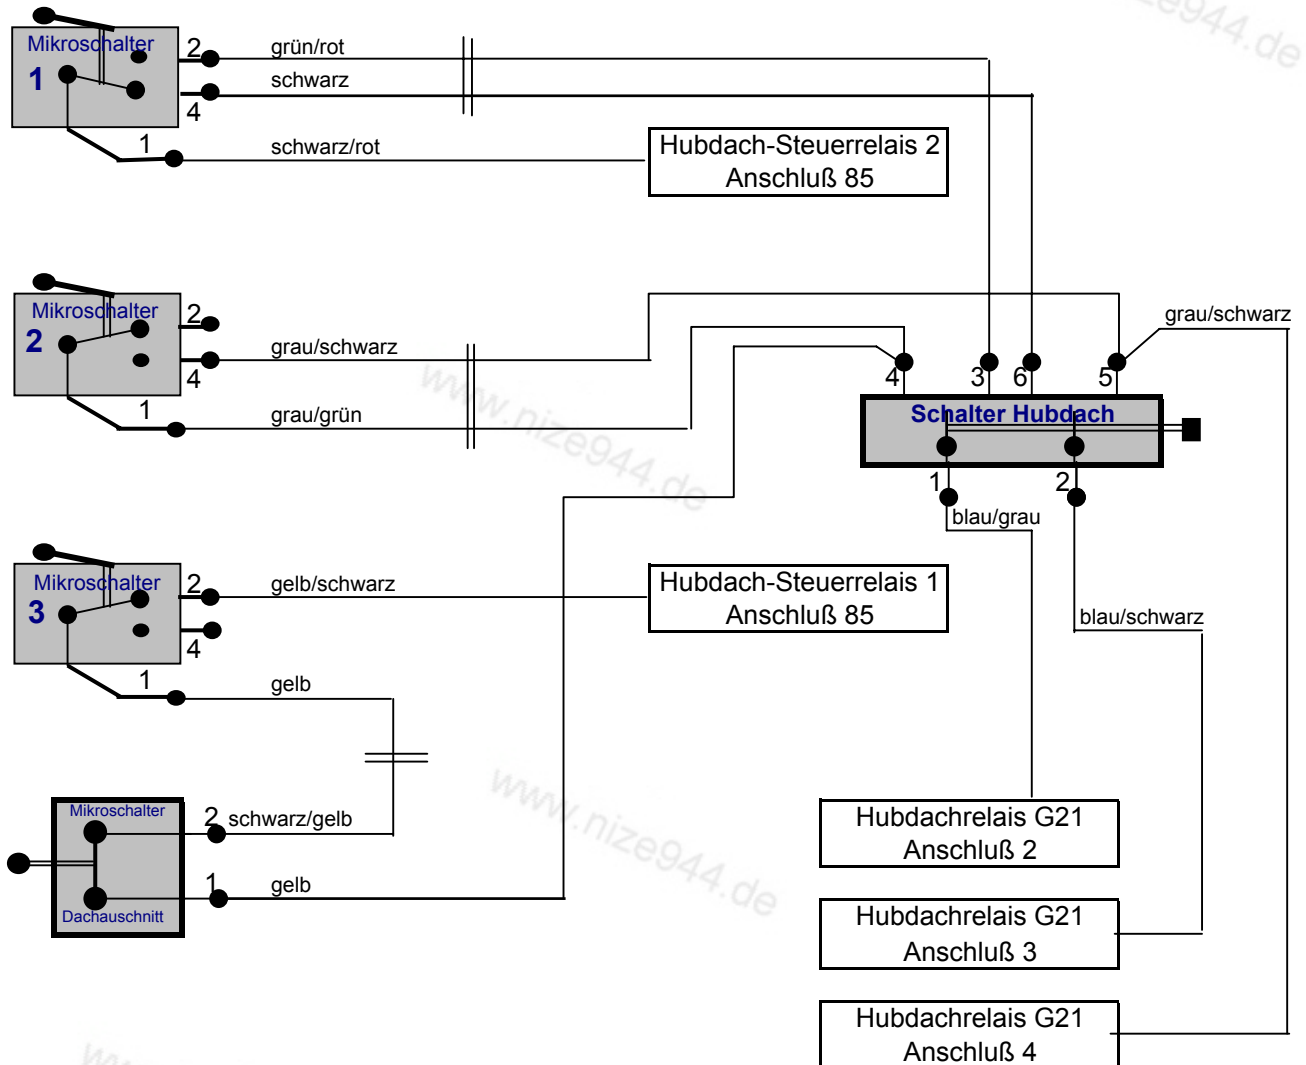 nize944.de
Mikroschalter
1
2
4
1
grün/rot
schwarz
schwarz/rot
Hubdach-Steuerrelais 2
Anschluß 85
Mikroschalter
2
2
4
1
grau/schwarz
grau/grün
grau/schwarz
4
3
6
5
Schalter Hubdach
1
2
blau/grau
blau/schwarz
www.nize944.de
Mikroschalter
3
2
4
1
gelb/schwarz
gelb
Hubdach-Steuerrelais 1
Anschluß 85
Mikroschalter
Dachauschnitt
2
schwarz/gelb
1
gelb
www.nize944.de
Hubdachrelais G21
Anschluß 2
Hubdachrelais G21
Anschluß 3
Hubdachrelais G21
Anschluß 4